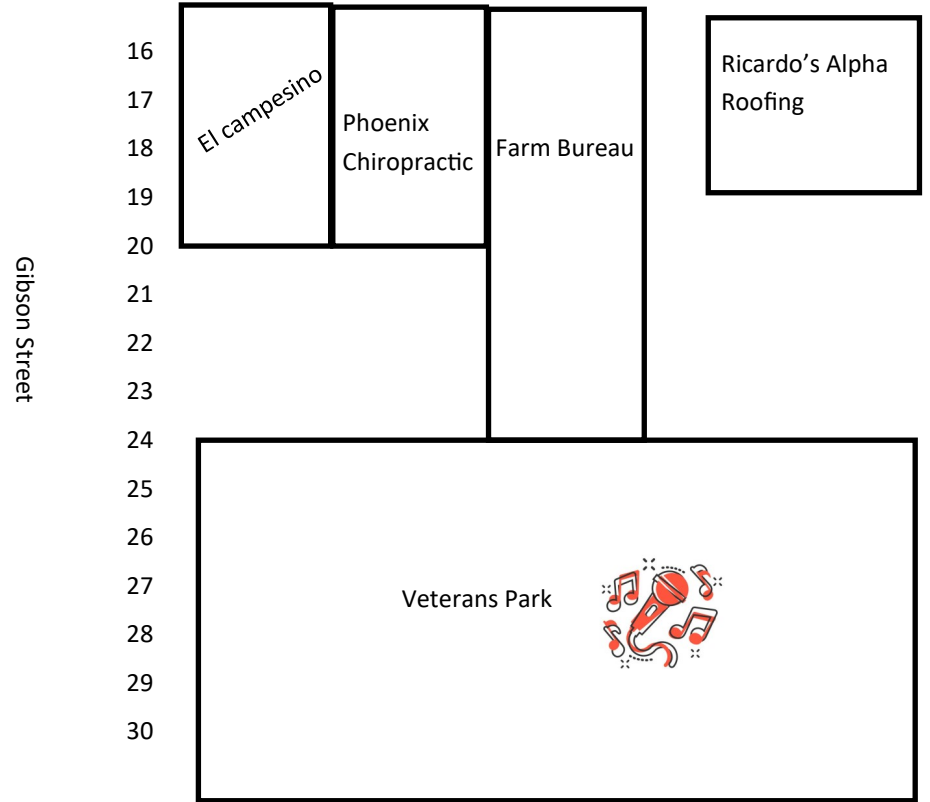 16
17
18
19
20
21
22
23
24
25
26
27
28
29
30
Gibson Street
El campesino
Phoenix
Chiropractic
Farm Bureau
Ricardo’s Alpha
Roofing
Veterans Park